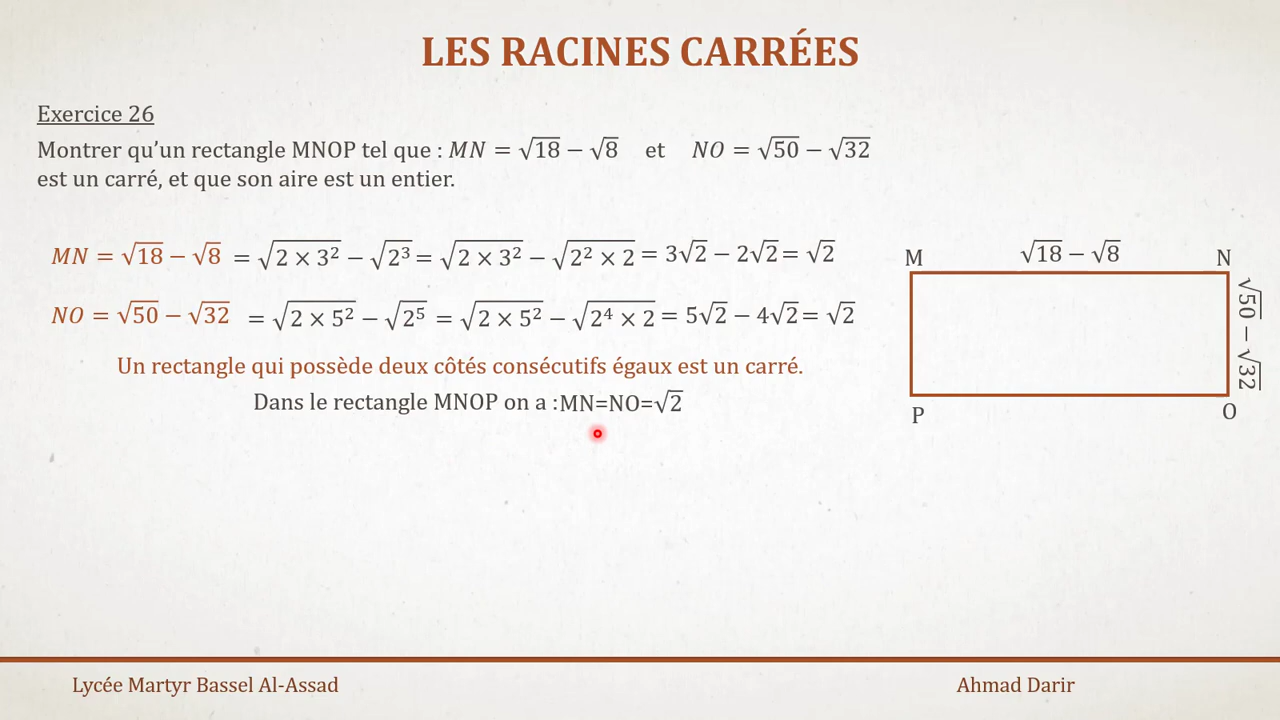 LES RACINES CARRÉES
Exercice 26
Montrer qu’un rectangle MNOP tel que : MN = √18 − √8 et NO = √50 − √32
est un carré, et que son aire est un entier.
MN = √18 − √8 = √(2 × 3²) − √(2³) = √(2 × 3²) − √(2² × 2) = 3√2 − 2√2 = √2
NO = √50 − √32 = √(2 × 5²) − √(2⁵) = √(2 × 5²) − √(2⁴ × 2) = 5√2 − 4√2 = √2
Un rectangle qui possède deux côtés consécutifs égaux est un carré.
Dans le rectangle MNOP on a :MN=NO=√2
M √18 − √8 N
√50 − √32
P O
Lycée Martyr Bassel Al-Assad Ahmad Darir